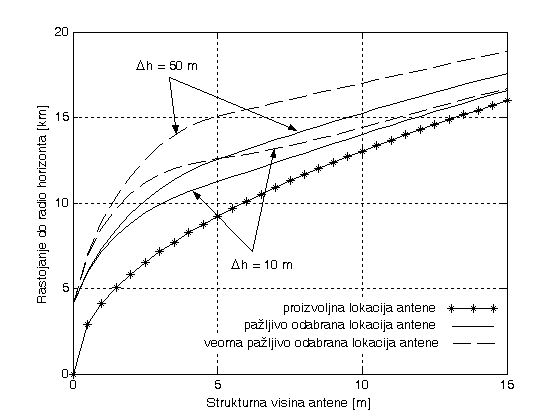 20
15
10
5
0
Rastojanje do radio horizonta [km]
Δh = 50 m
Δh = 10 m
proizvoljna lokacija antene
pažljivo odabrana lokacija antene
veoma pažljivo odabrana lokacija antene
0 5 10 15
Strukturna visina antene [m]